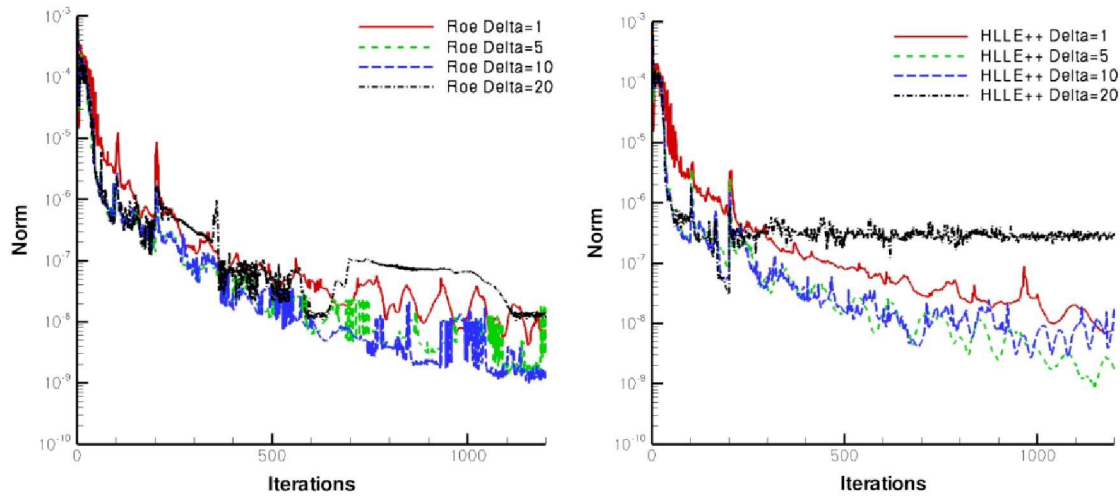 10-3
10-4
10-5
10-6
10-7
10-8
10-9
10-10
Norm
0
500
1000
Iterations
Roe Delta=1
Roe Delta=5
Roe Delta=10
Roe Delta=20
10-3
10-4
10-5
10-6
10-7
10-8
10-9
10-10
Norm
0
500
1000
Iterations
HLLE++ Delta=1
HLLE++ Delta=5
HLLE++ Delta=10
HLLE++ Delta=20